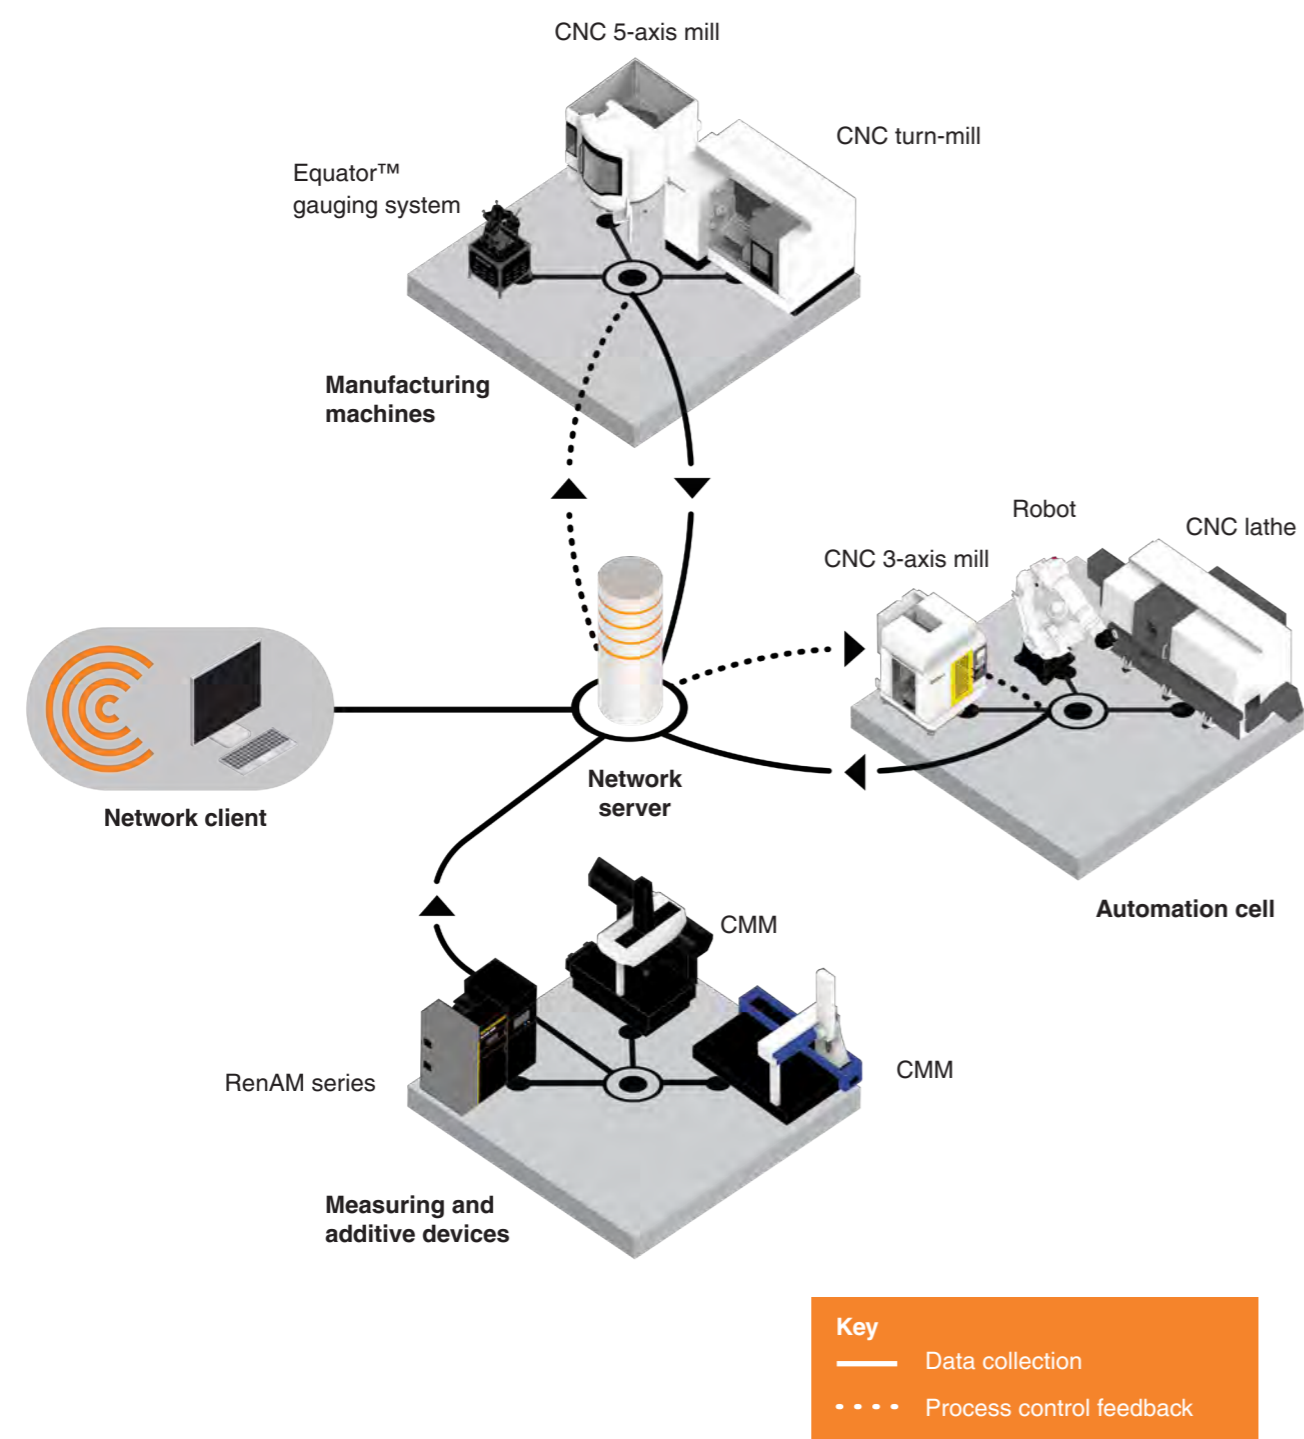 CNC 5-axis mill
CNC turn-mill
Equator™
gauging system
Manufacturing
machines
Robot
CNC lathe
CNC 3-axis mill
Network
server
Network client
Automation cell
CMM
CMM
RenAM series
Measuring and
additive devices
Key
Data collection
Process control feedback